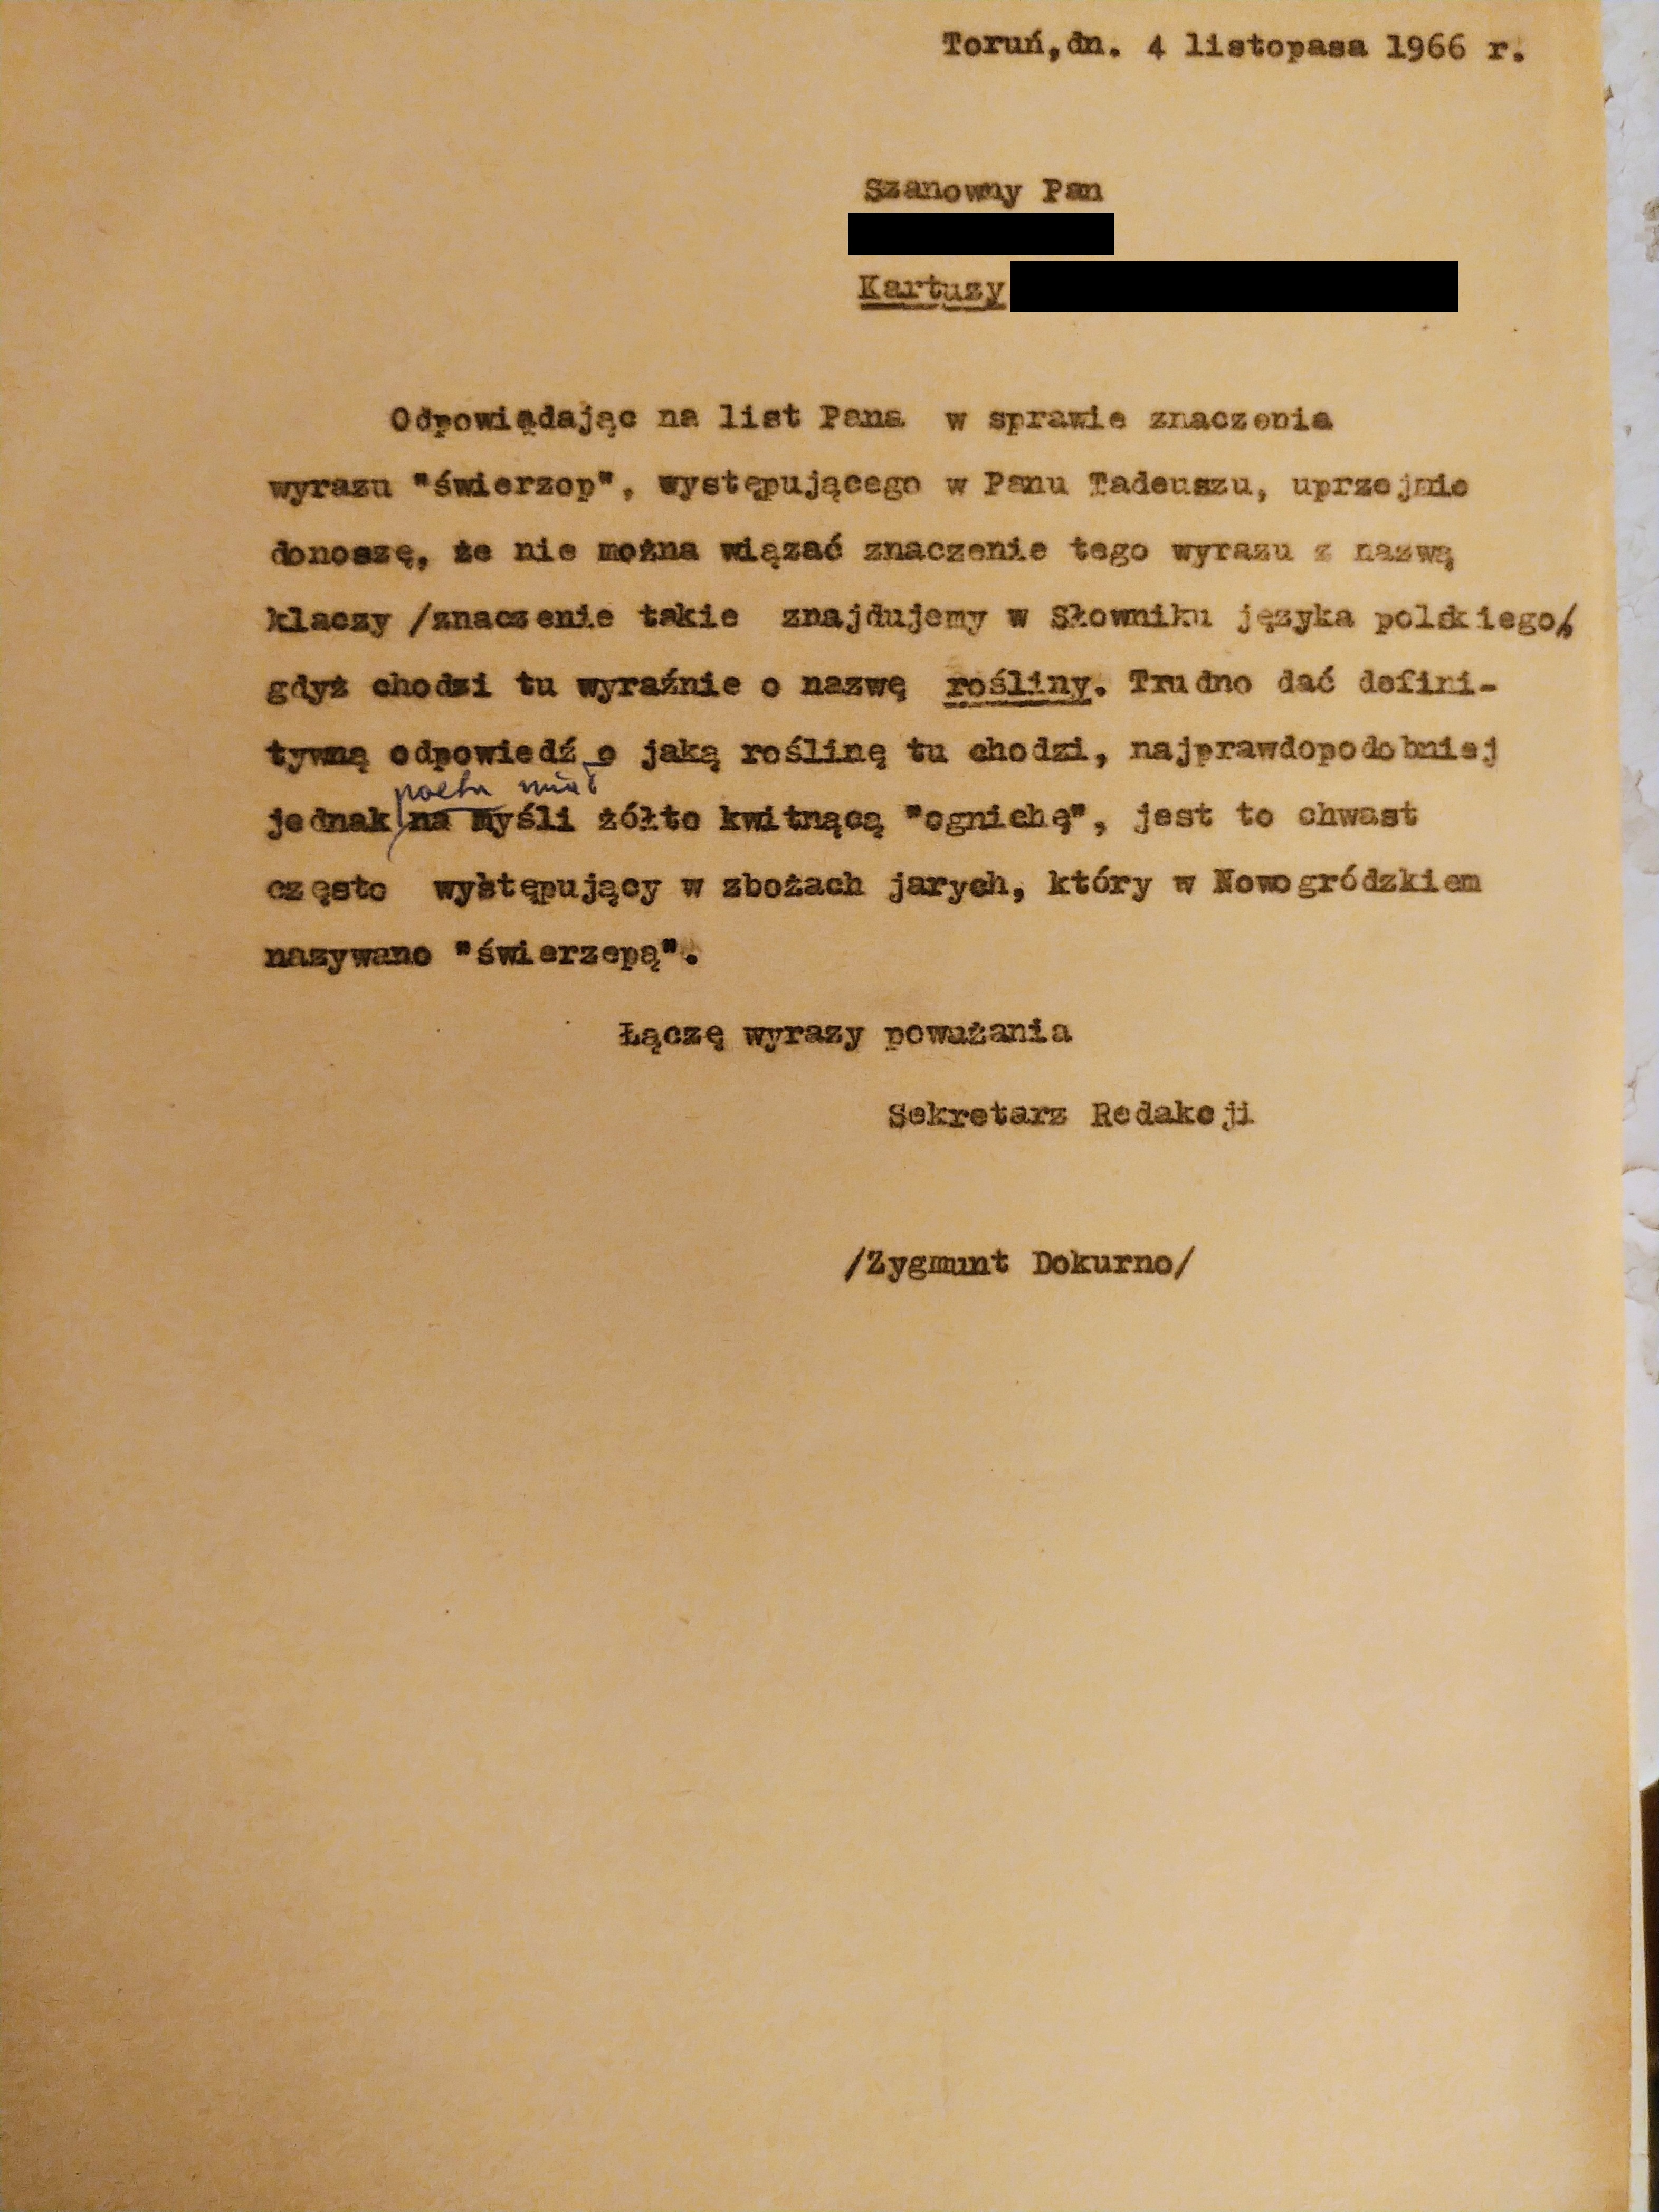 Toruń,dn. 4 listopasa 1966 r.
Szanowny Pan
Kartuzy
Odpowiadając na list Pana w sprawie znaczenia
wyrazu "świerzop", występującego w Panu Tadeuszu, uprzejmie
donoszę, że nie można wiązać znaczenie tego wyrazu z nazwą
klaczy /znaczenie takie znajdujemy w Słowniku języka polskiego/,
gdyż chodzi tu wyraźnie o nazwę rośliny. Trudno dać defini-
tywną odpowiedź o jaką roślinę tu chodzi, najprawdopodobniej
poeta miał
jednak na myśli żółto kwitnącą "ognichę", jest to chwast
często występujący w zbożach jarych, który w Nowogródzkiem
nazywano "świerzepą".
Łączę wyrazy poważania
Sekretarz Redakcji
/Zygmunt Dokurno/